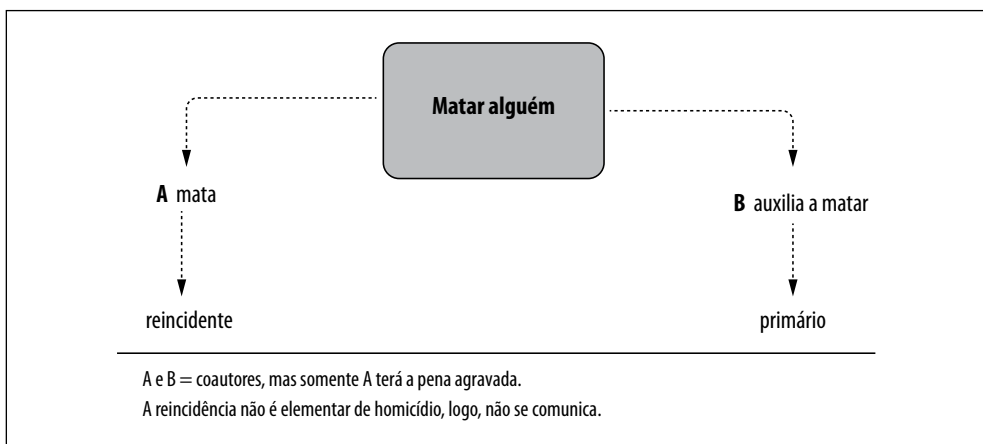 Matar alguém
A mata
B auxilia a matar
reincidente
primário
A e B = coautores, mas somente A terá a pena agravada.
A reincidência não é elementar de homicídio, logo, não se comunica.